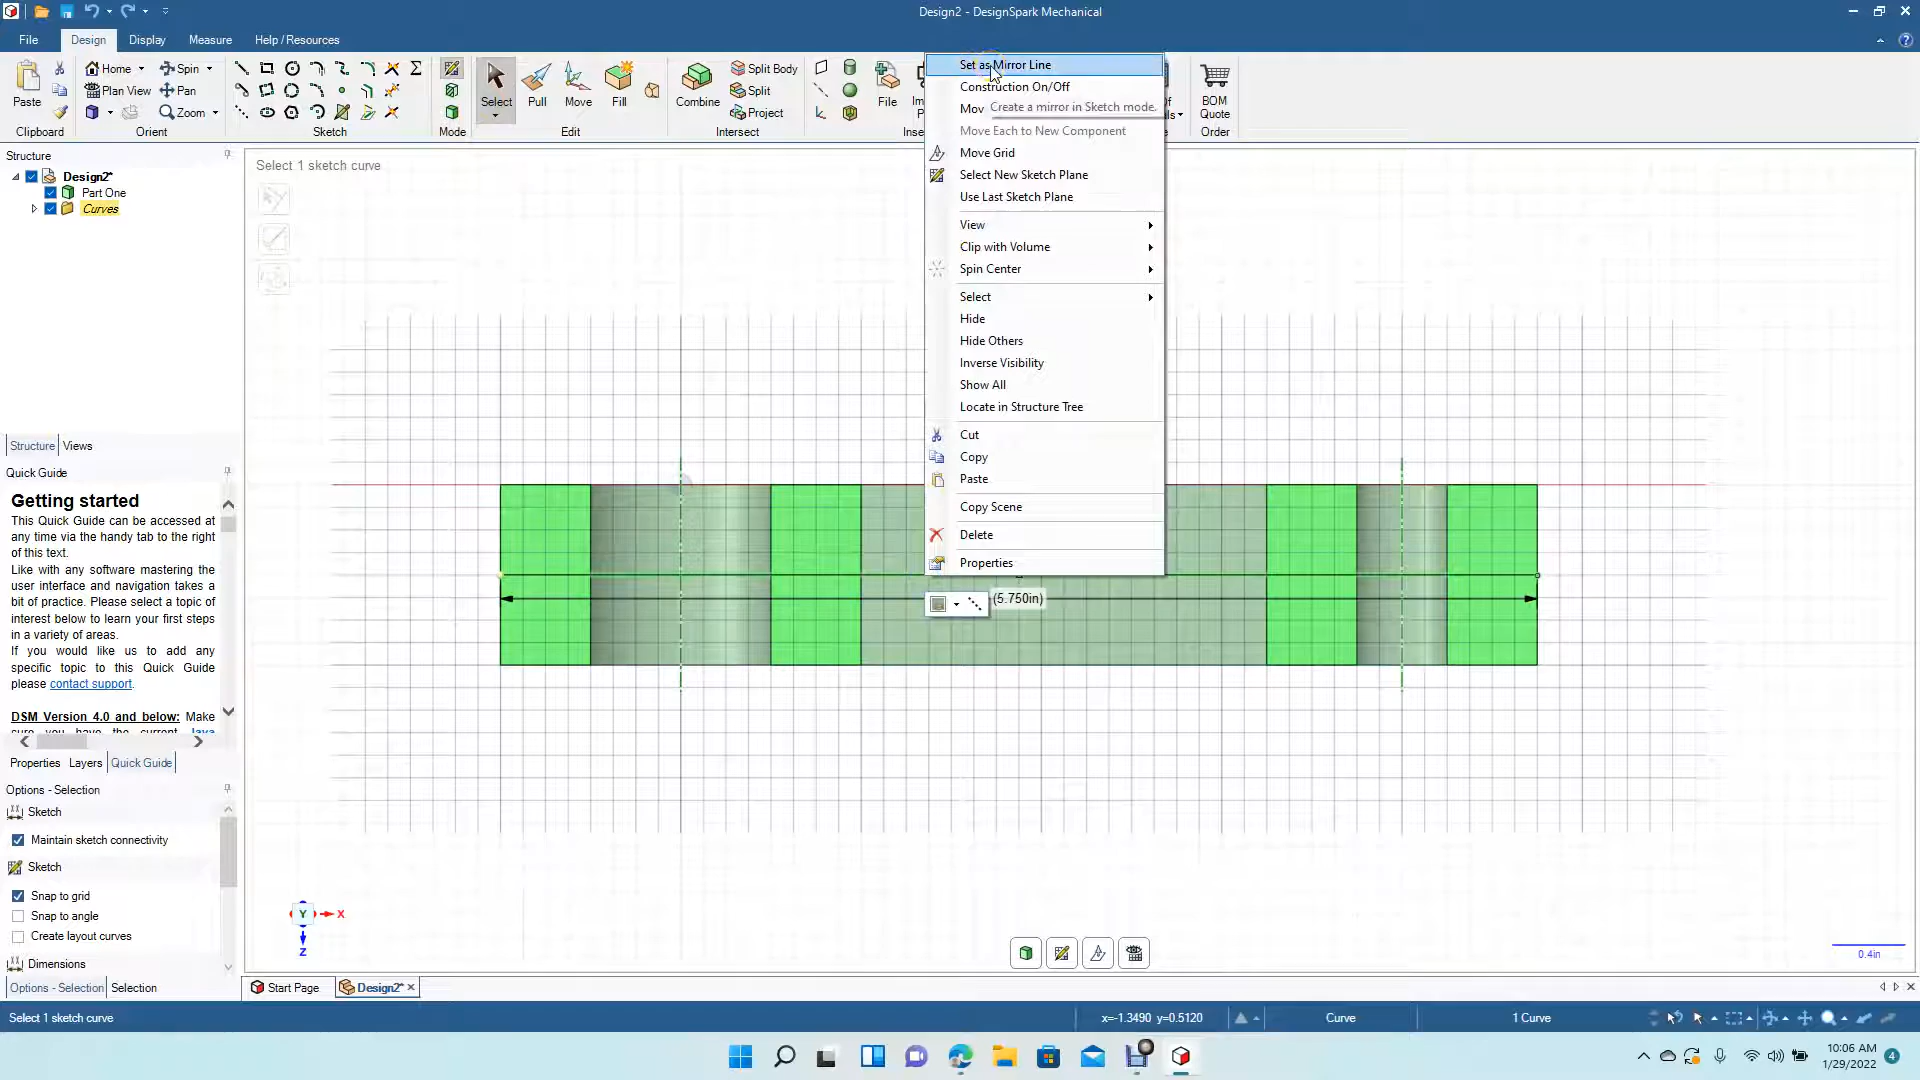 Design2 - DesignSpark Mechanical
File
Design
Display
Measure
Help / Resources
Paste
Clipboard
Home
Spin
Plan View
Pan
Zoom
Orient
Sketch
Mode
Select
Pull
Move
Fill
Edit
Combine
Split Body
Split
Project
Intersect
File
BOM
Quote
Order
Structure
Design2*
Part One
Curves
Select 1 sketch curve
Set as Mirror Line
Construction On/Off
Mov
Create a mirror in Sketch mode.
Move Each to New Component
Move Grid
Select New Sketch Plane
Use Last Sketch Plane
View
Clip with Volume
Spin Center
Select
Hide
Hide Others
Inverse Visibility
Show All
Locate in Structure Tree
Cut
Copy
Paste
Copy Scene
Delete
Properties
(5.750in)
Structure
Views
Quick Guide
Getting started
This Quick Guide can be accessed at
any time via the handy tab to the right
of this text.
Like with any software mastering the
user interface and navigation takes a
bit of practice. Please select a topic of
interest below to learn your first steps
in a variety of areas.
If you would like us to add any
specific topic to this Quick Guide
please contact support.
DSM Version 4.0 and below: Make
Properties
Layers
Quick Guide
Options - Selection
Sketch
Maintain sketch connectivity
Sketch
Snap to grid
Snap to angle
Create layout curves
Dimensions
Options - Selection
Selection
Y
X
Z
0.4in
Start Page
Design2*
Select 1 sketch curve
x=-1.3490 y=0.5120
Curve
1 Curve
10:06 AM
1/29/2022
4